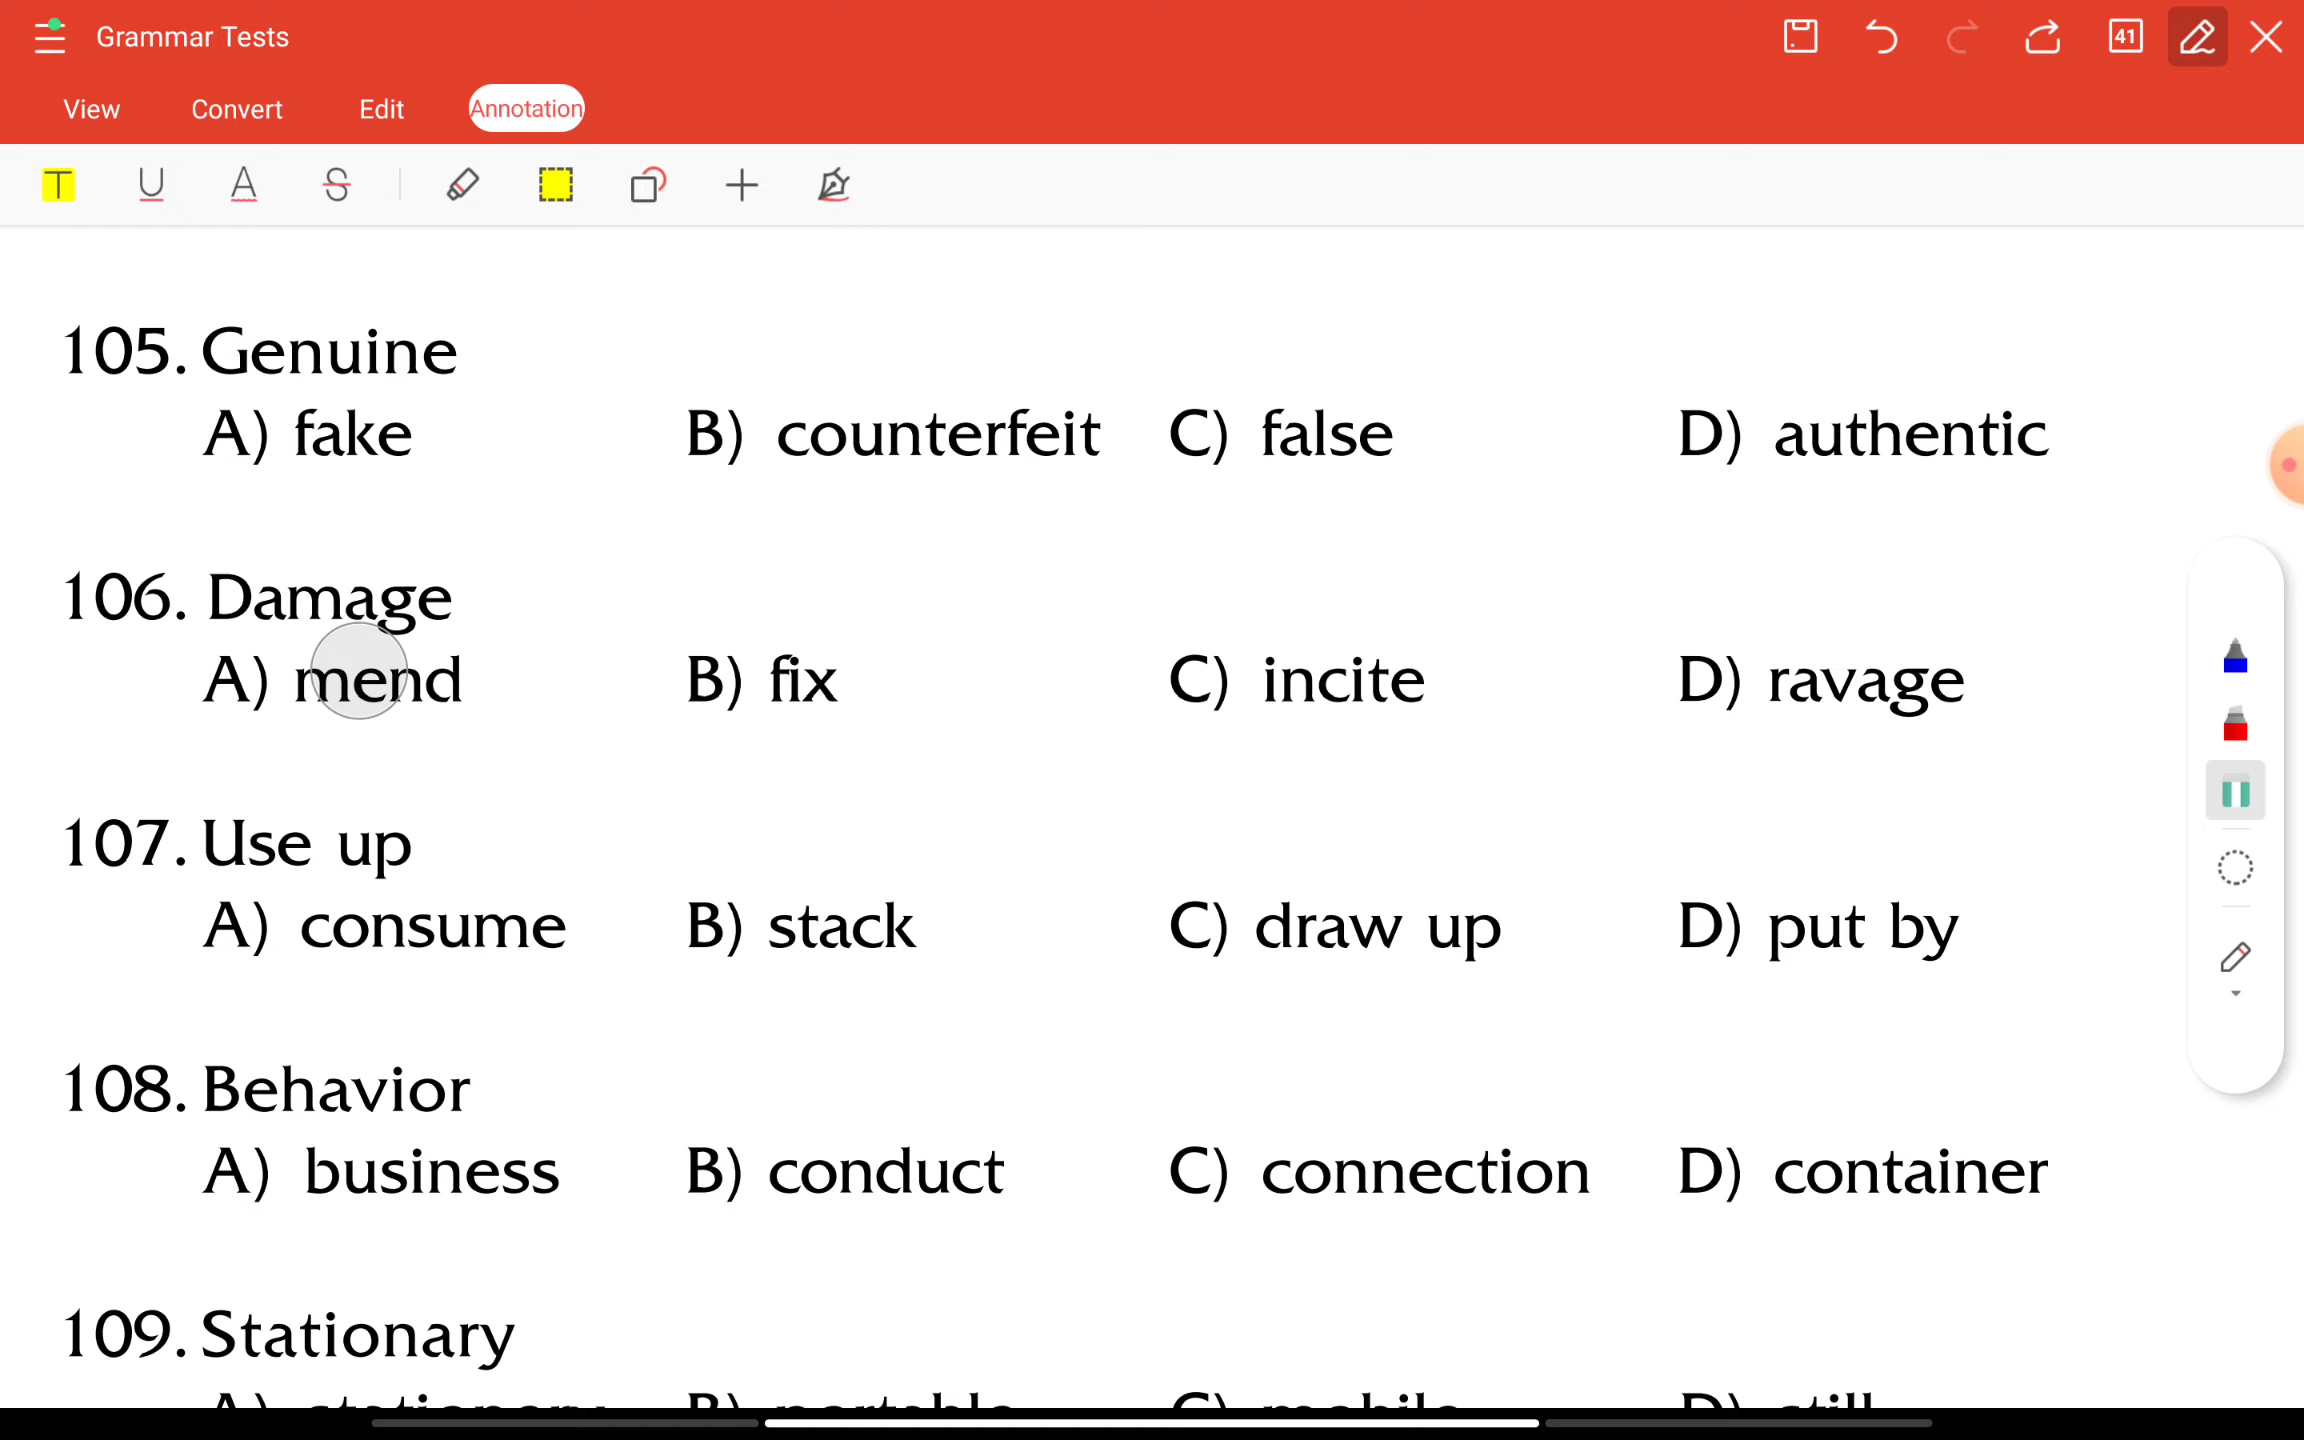 Grammar Tests
41
View Convert Edit Annotation
105. Genuine
A) fake B) counterfeit C) false D) authentic
106. Damage
A) mend B) fix C) incite D) ravage
107. Use up
A) consume B) stack C) draw up D) put by
108. Behavior
A) business B) conduct C) connection D) container
109. Stationary